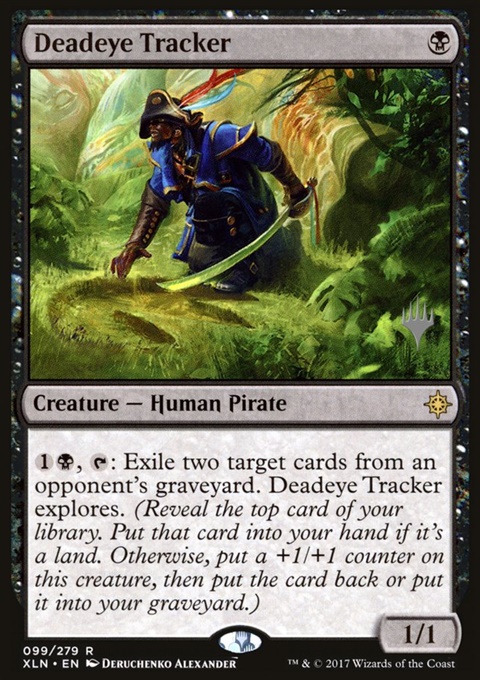 Deadeye Tracker
Creature — Human Pirate
1, : Exile two target cards from an
opponent's graveyard. Deadeye Tracker
explores. (Reveal the top card of your
library. Put that card into your hand if it's
a land. Otherwise, put a +1/+1 counter on
this creature, then put the card back or put
it into your graveyard.)
1/1
099/279 R
XLN • EN Deruchenko Alexander
™ & © 2017 Wizards of the Coast